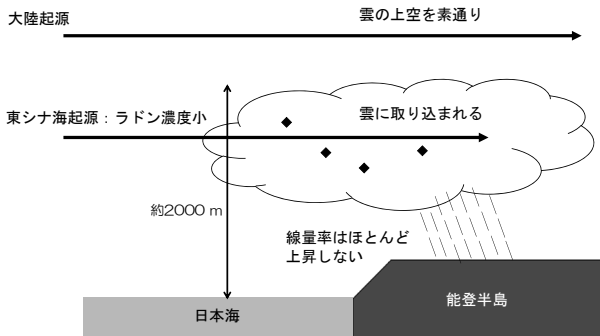 大陸起源
雲の上空を素通り
東シナ海起源：ラドン濃度小
雲に取り込まれる
約2000 m
線量率はほとんど
上昇しない
能登半島
日本海